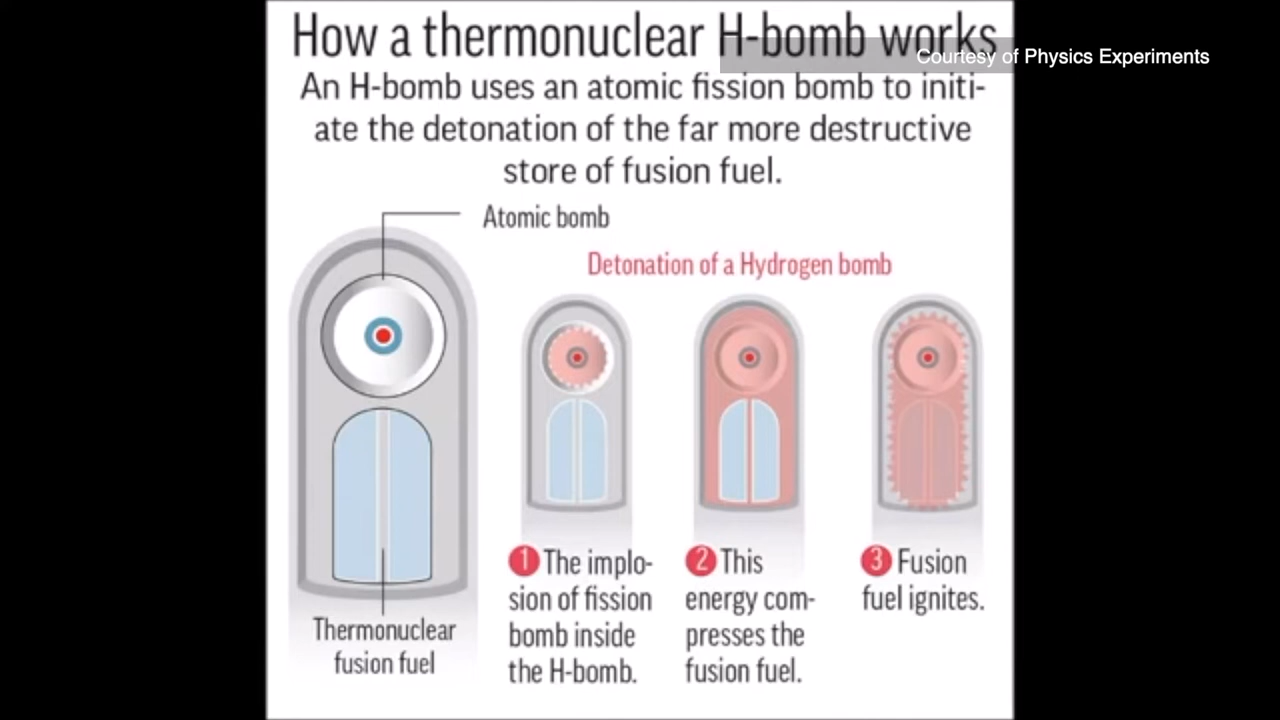 How a thermonuclear H-bomb works
Courtesy of Physics Experiments
An H-bomb uses an atomic fission bomb to initi-
ate the detonation of the far more destructive
store of fusion fuel.
Atomic bomb
Detonation of a Hydrogen bomb
Thermonuclear
fusion fuel
1 The implo-
sion of fission
bomb inside
the H-bomb.
2 This
energy com-
presses the
fusion fuel.
3 Fusion
fuel ignites.